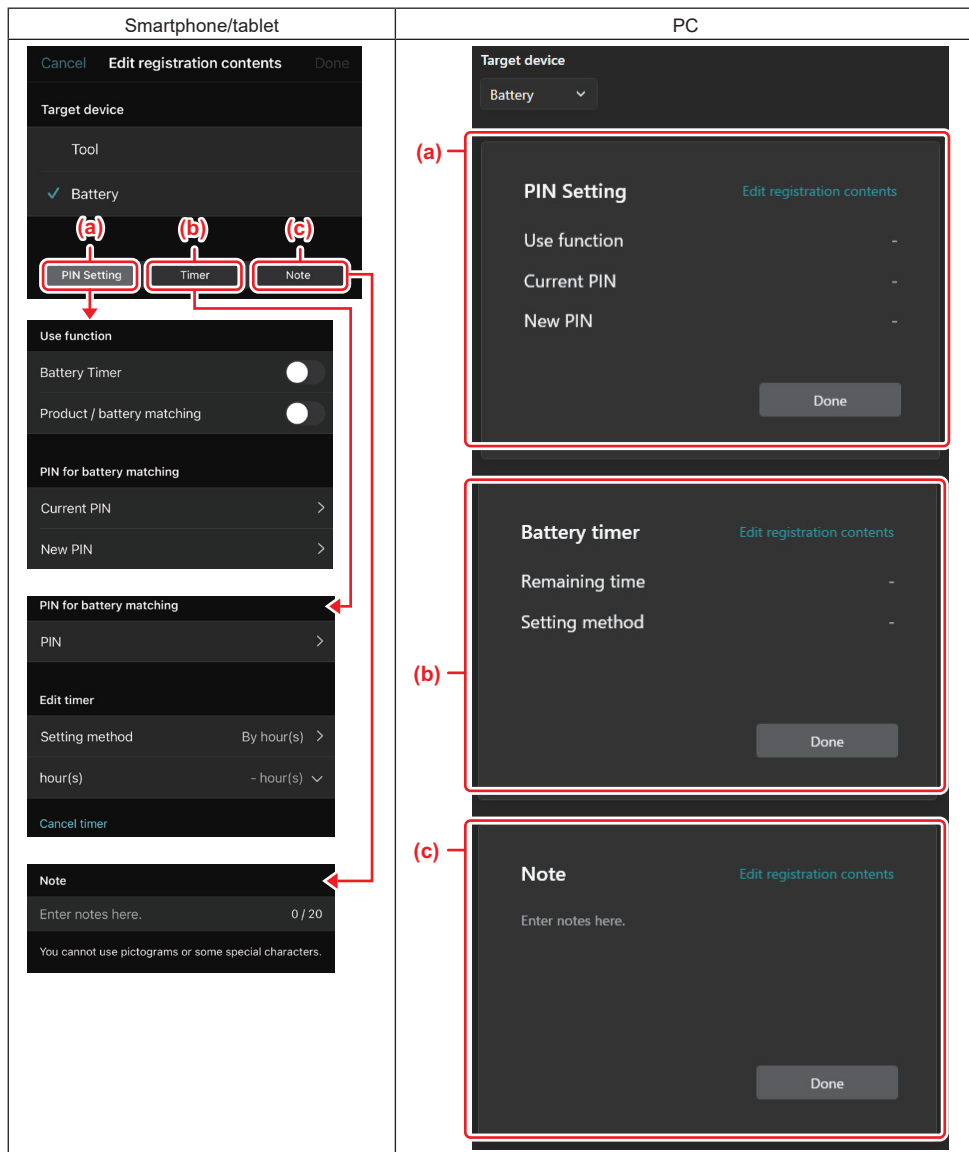 Smartphone/tablet
PC
Cancel Edit registration contents Done
Target device
Tool
Battery
(a) (b) (c)
PIN Setting Timer Note
Use function
Battery Timer
Product / battery matching
PIN for battery matching
Current PIN
New PIN
PIN for battery matching
PIN
Edit timer
Setting method By hour(s)
hour(s) - hour(s)
Cancel timer
Note
Enter notes here. 0 / 20
You cannot use pictograms or some special characters.
Target device
Battery
(a)
PIN Setting Edit registration contents
Use function -
Current PIN -
New PIN -
Done
(b)
Battery timer Edit registration contents
Remaining time -
Setting method -
Done
(c)
Note Edit registration contents
Enter notes here.
Done